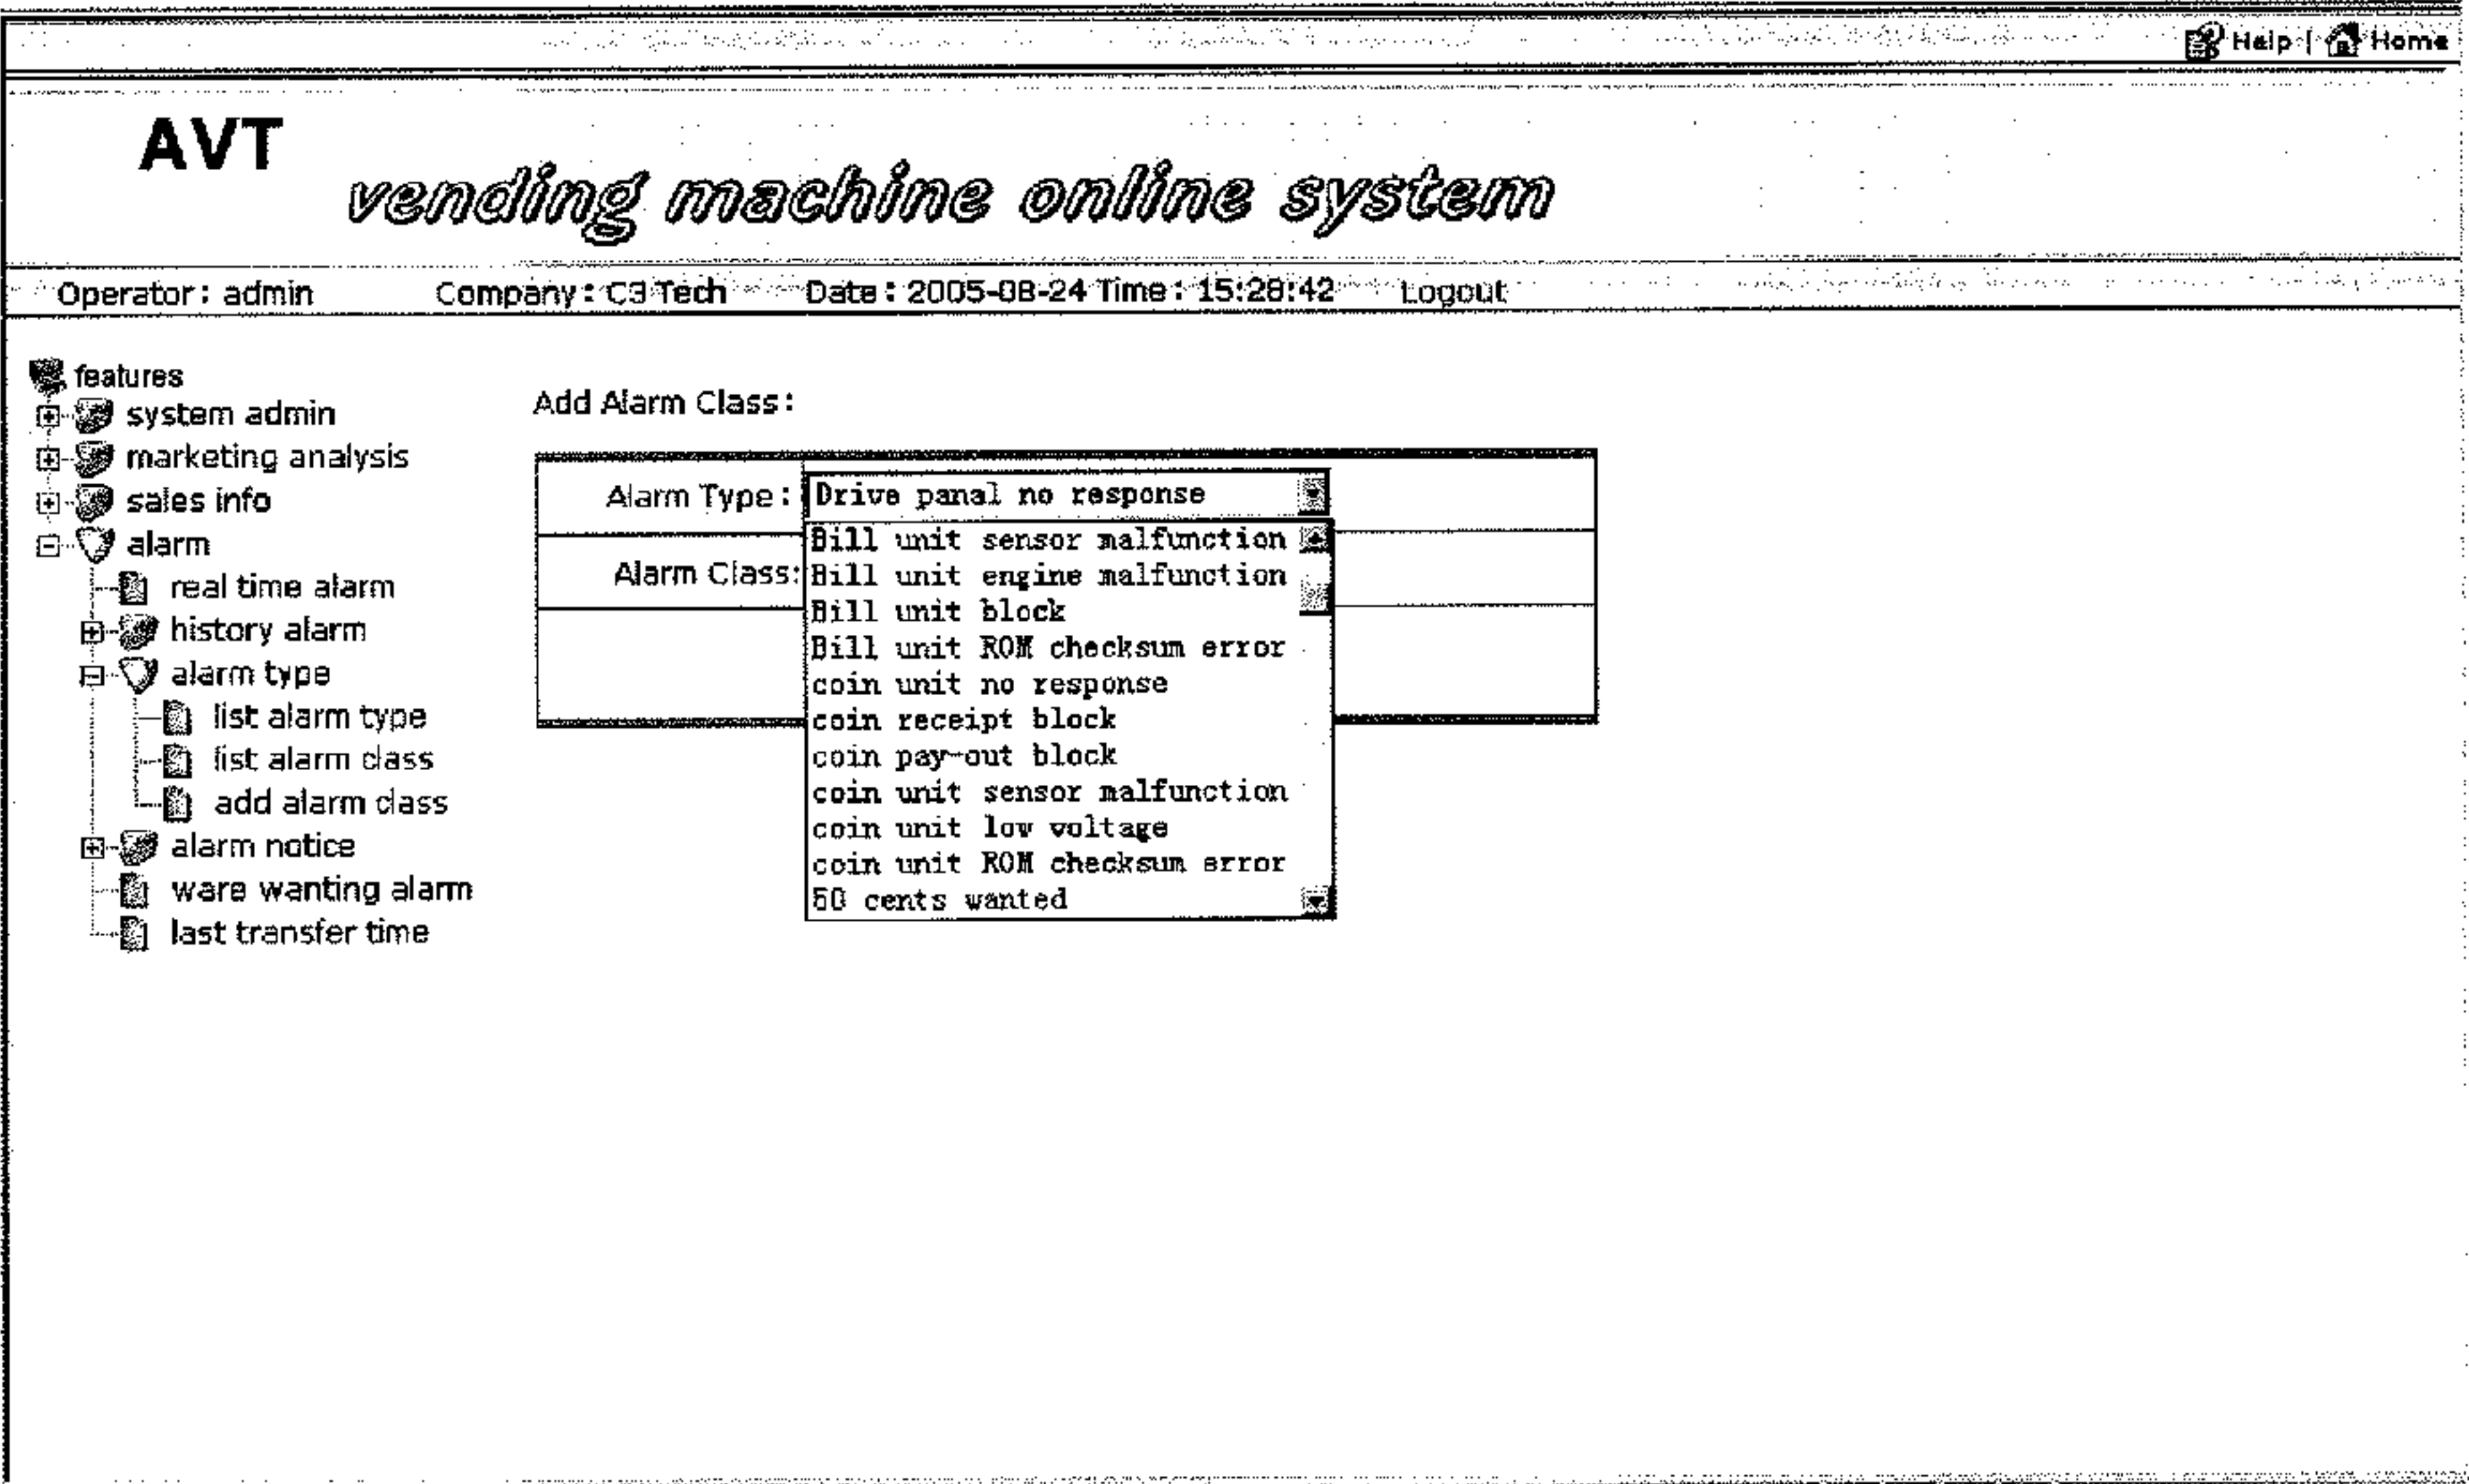 Help | Home
AVT
vending machine online system
Operator: admin Company: C3 Tech Date: 2005-08-24 Time: 15:28:42 Logout
features
system admin
marketing analysis
sales info
alarm
real time alarm
history alarm
alarm type
list alarm type
list alarm class
add alarm class
alarm notice
ware wanting alarm
last transfer time
Add Alarm Class:
Alarm Type: Drive panal no response
Alarm Class:
Bill unit sensor malfunction
Bill unit engine malfunction
Bill unit block
Bill unit ROM checksum error
coin unit no response
coin receipt block
coin pay-out block
coin unit sensor malfunction
coin unit low voltage
coin unit ROM checksum error
50 cents wanted